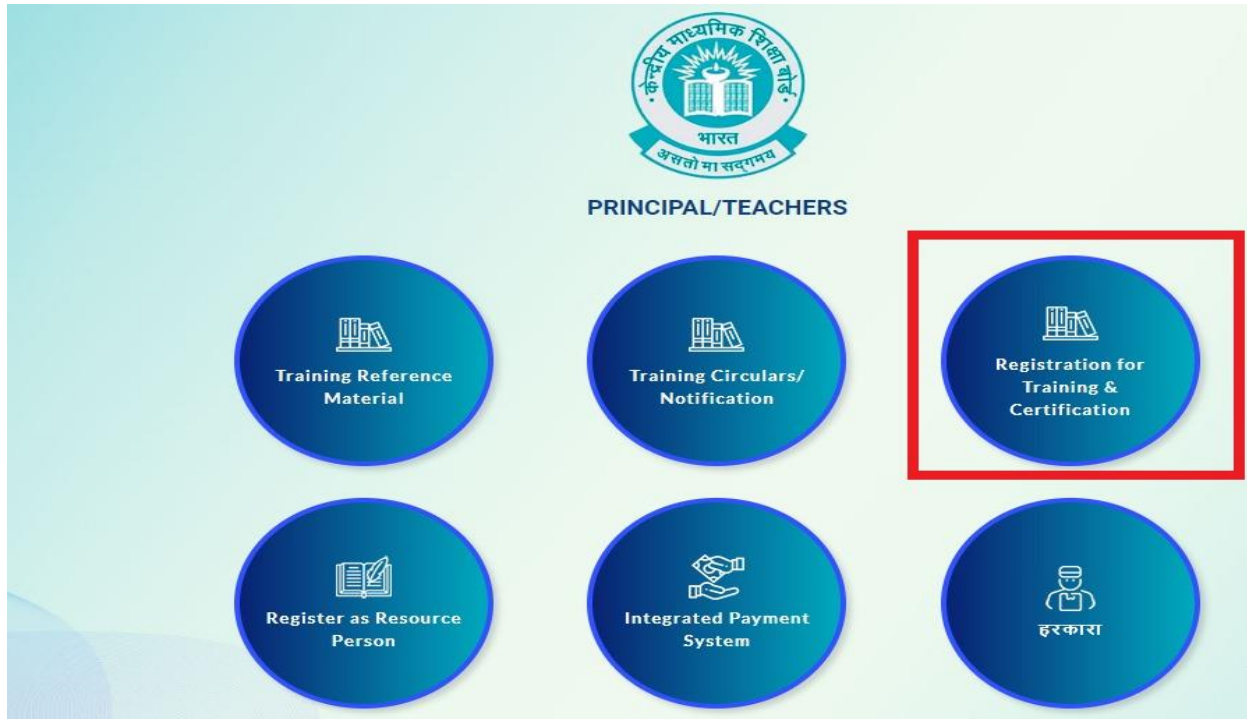 केन्द्रीय माध्यमिक शिक्षा बोर्ड
भारत
असतो मा सद्गमय
PRINCIPAL/TEACHERS
Training Reference
Material
Training Circulars/
Notification
Registration for
Training &
Certification
Register as Resource
Person
Integrated Payment
System
हरकारा